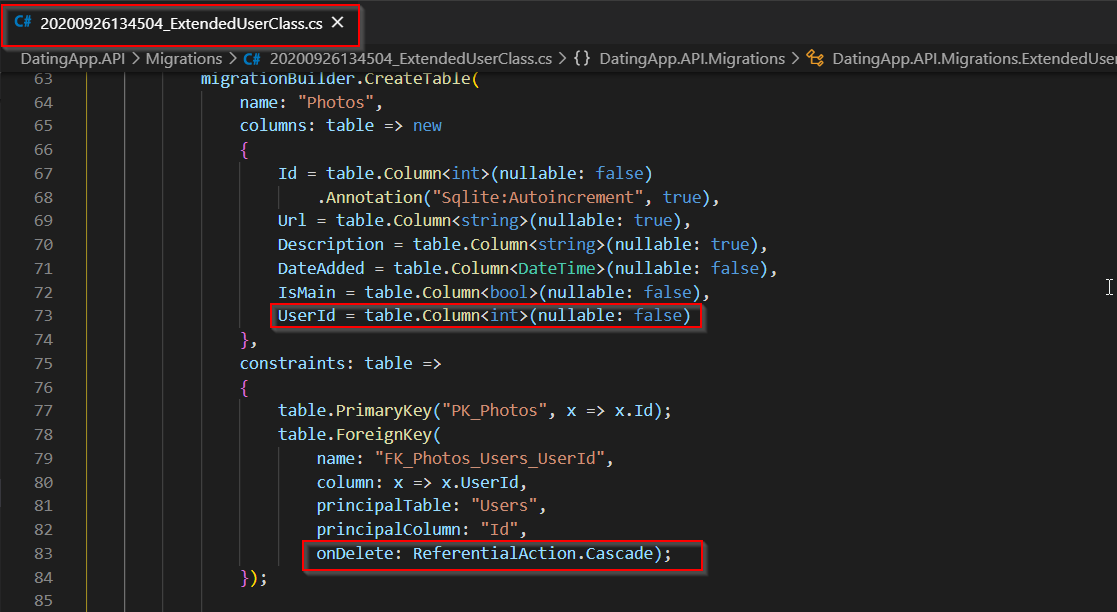 C# 20200926134504_ExtendedUserClass.cs ×
DatingApp.API > Migrations > C# 20200926134504_ExtendedUserClass.cs > {} DatingApp.API.Migrations > DatingApp.API.Migrations.ExtendedUser
63 migrationBuilder.CreateTable(
64 name: "Photos",
65 columns: table => new
66 {
67 Id = table.Column<int>(nullable: false)
68 .Annotation("Sqlite:Autoincrement", true),
69 Url = table.Column<string>(nullable: true),
70 Description = table.Column<string>(nullable: true),
71 DateAdded = table.Column<DateTime>(nullable: false),
72 IsMain = table.Column<bool>(nullable: false),
73 UserId = table.Column<int>(nullable: false)
74 },
75 constraints: table =>
76 {
77 table.PrimaryKey("PK_Photos", x => x.Id);
78 table.ForeignKey(
79 name: "FK_Photos_Users_UserId",
80 column: x => x.UserId,
81 principalTable: "Users",
82 principalColumn: "Id",
83 onDelete: ReferentialAction.Cascade);
84 });
85